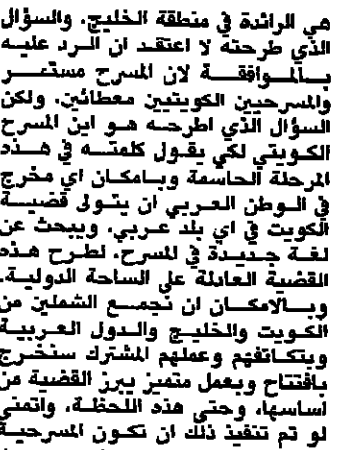 هي الرائدة في منطقة الخليج. والسؤال
الذي طرحته لا اعتقد ان الرد عليه
بالموافقة لان المسرح مستمر
والمسرحيين الكويتيين معطائين. ولكن
السؤال الذي اطرحه هو اين المسرح
الكويتي لكي يقول كلمته في هذه
المرحلة الحاسمة وبامكان اي مخرج
في الوطن العربي ان يتولى قضية
الكويت في اي بلد عربي. ويبحث عن
لغة جديدة في المسرح. لطرح هذه
القضية العادلة على الساحة الدولية.
وبالامكان ان تجمع الشملين من
الكويت والخليج والدول العربية
وبتكاتفهم وعملهم المشترك سنخرج
بافتتاح وبعمل متميز يبرز القضية من
اساسها، وحتى هذه اللحظة، واتمنى
لو تم تنفيذ ذلك ان تكون المسرحية